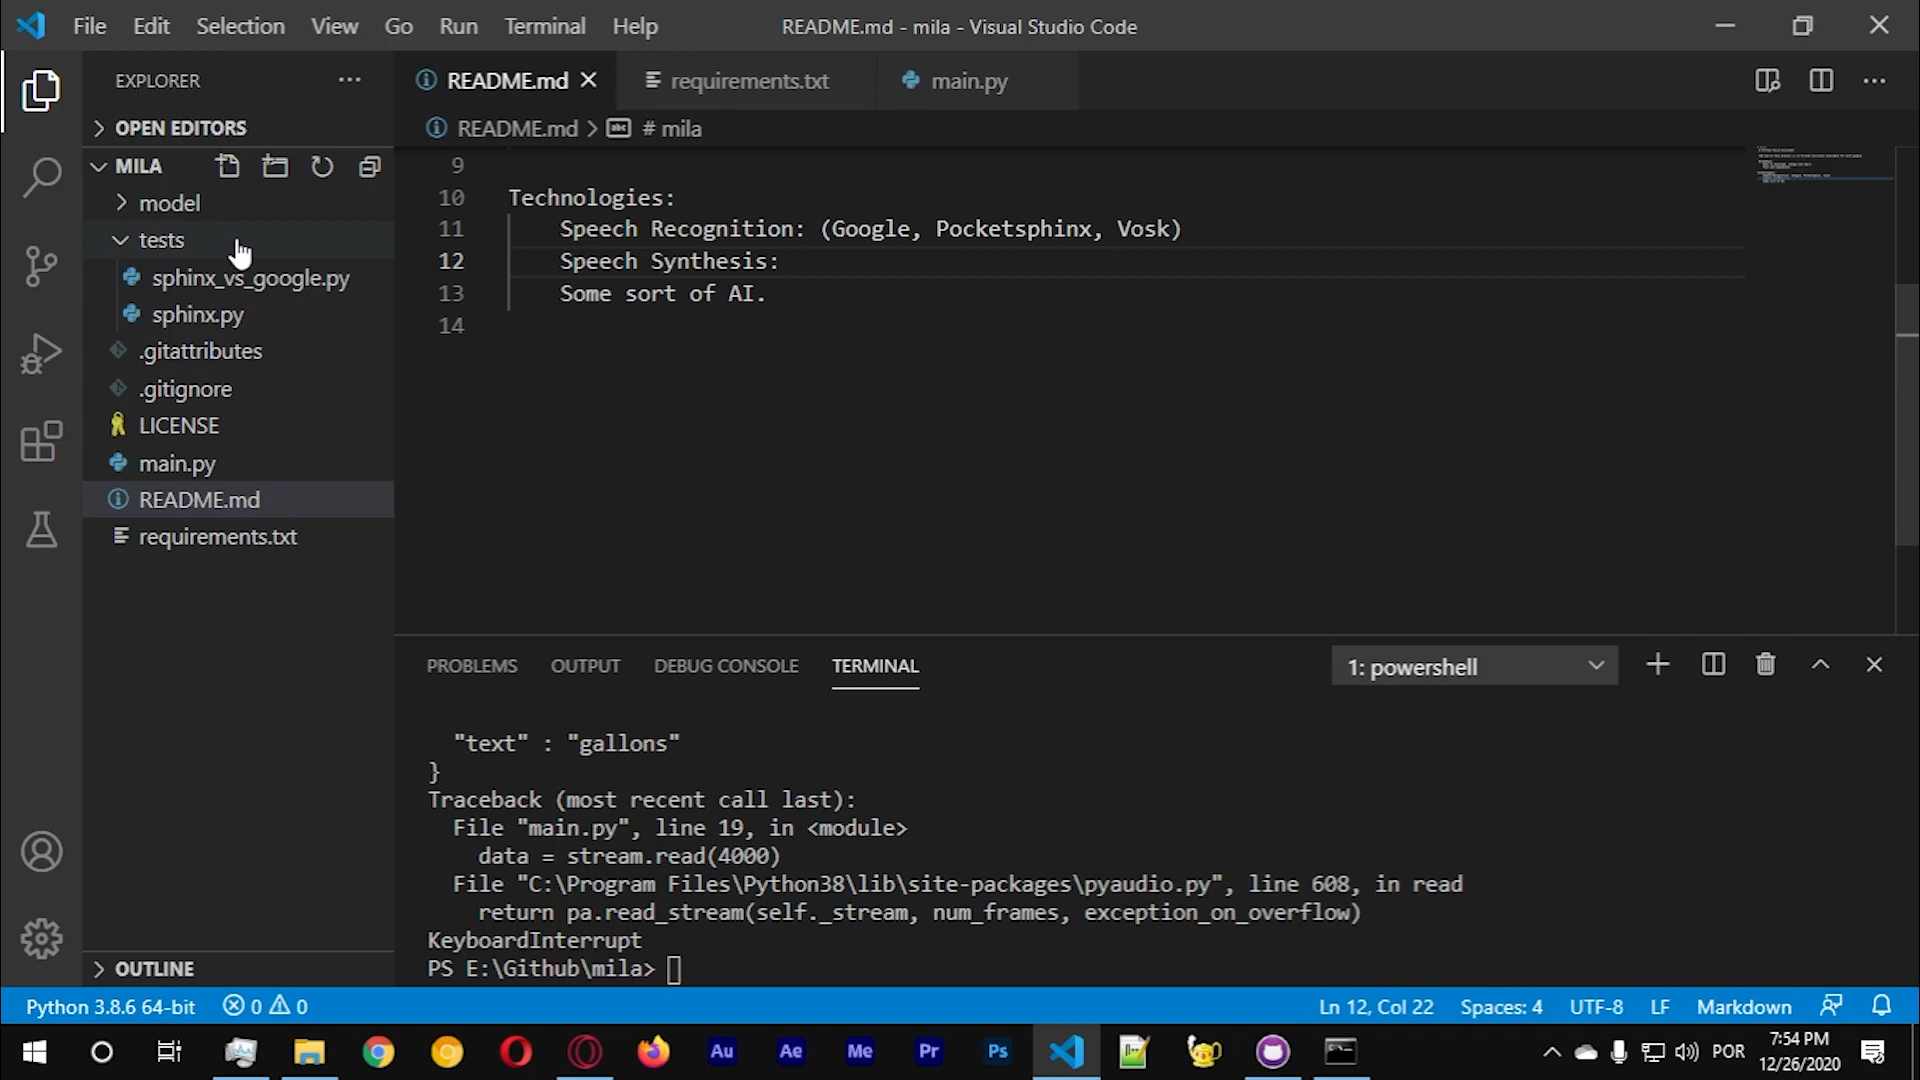 File Edit Selection View Go Run Terminal Help
README.md - mila - Visual Studio Code
EXPLORER
OPEN EDITORS
MILA
model
tests
sphinx_vs_google.py
sphinx.py
.gitattributes
.gitignore
LICENSE
main.py
README.md
requirements.txt
OUTLINE
README.md requirements.txt main.py
README.md > # mila
9
10 Technologies:
11 Speech Recognition: (Google, Pocketsphinx, Vosk)
12 Speech Synthesis:
13 Some sort of AI.
14
PROBLEMS OUTPUT DEBUG CONSOLE TERMINAL
1: powershell
"text" : "gallons"
}
Traceback (most recent call last):
File "main.py", line 19, in <module>
data = stream.read(4000)
File "C:\Program Files\Python38\lib\site-packages\pyaudio.py", line 608, in read
return pa.read_stream(self._stream, num_frames, exception_on_overflow)
KeyboardInterrupt
PS E:\Github\mila>
Python 3.8.6 64-bit 0 0
Ln 12, Col 22 Spaces: 4 UTF-8 LF Markdown
Au Ae Me Pr Ps
POR
7:54 PM
12/26/2020